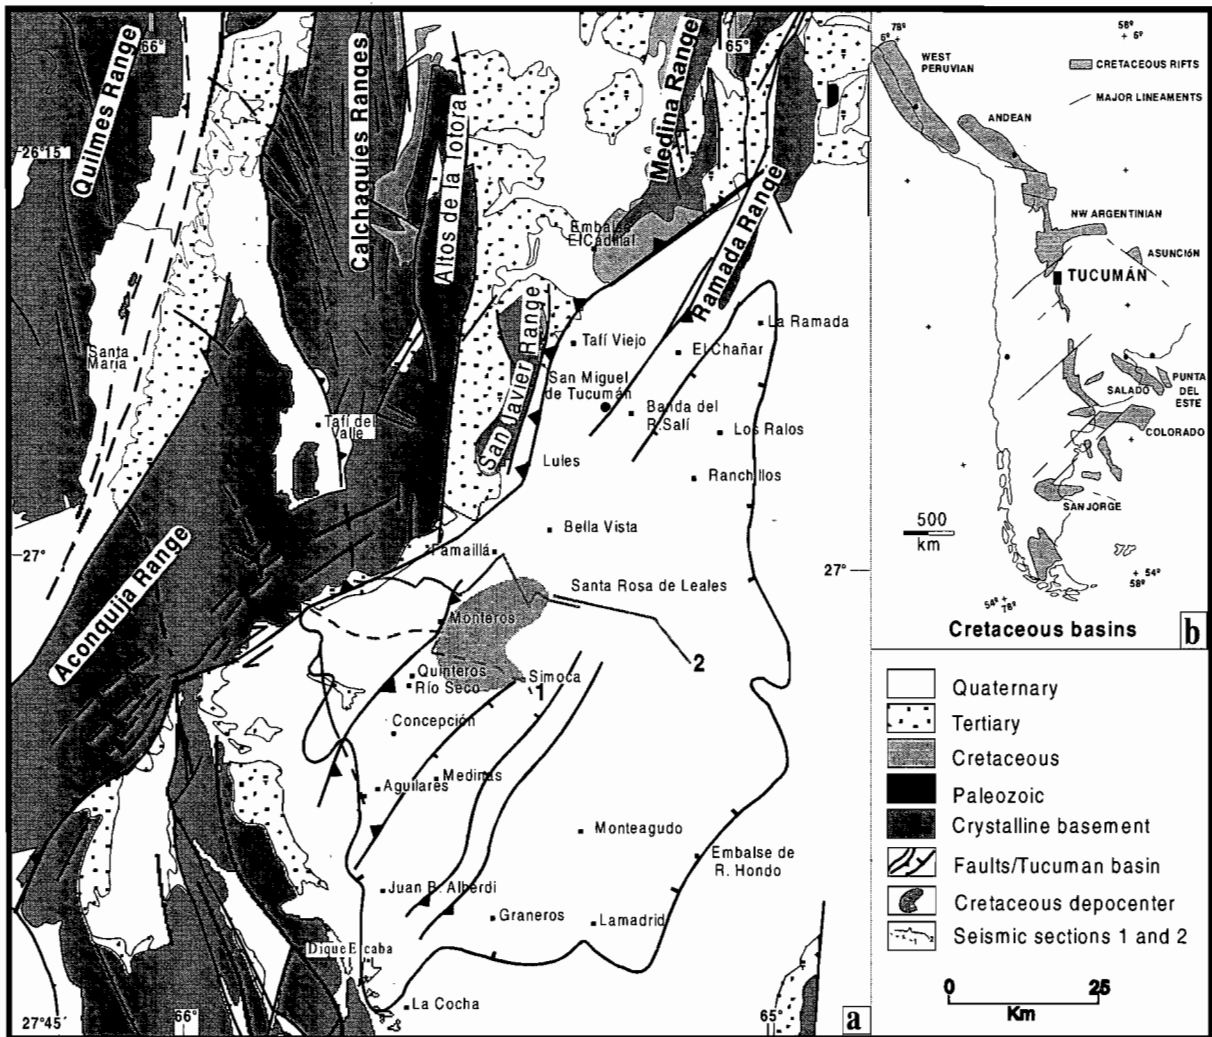 66°
65°
Quilmes Range
Calchaquíes Ranges
Altos de la Totora
Medina Range
26°15'
Embalse
El Cadillal
Ramada Range
San Javier Range
La Ramada
Tafí Viejo
El Chañar
Santa
María
San Miguel
de Tucumán
Banda del
R. Salí
Tafí del
Valle
Los Ralos
Lules
Ranchillos
Bella Vista
27°
Famaillá
27°
Aconquija Range
Santa Rosa de Leales
Monteros
2
Quinteros
Río Seco
Simoca
1
Concepción
Medinas
Aguilares
Monteagudo
Embalse de
R. Hondo
Juan B. Alberdi
Graneros
Lamadrid
Dique Escaba
La Cocha
27°45'
66°
65°
a
78°
6°
58°
6°
WEST
PERUVIAN
CRETACEOUS RIFTS
MAJOR LINEAMENTS
ANDEAN
NW ARGENTINIAN
ASUNCIóN
TUCUMÁN
SALADO
PUNTA
DEL
ESTE
COLORADO
SAN JORGE
500
km
54°
78°
54°
58°
Cretaceous basins
b
Quaternary
Tertiary
Cretaceous
Paleozoic
Crystalline basement
Faults/Tucuman basin
Cretaceous depocenter
1
2
Seismic sections 1 and 2
0 25
Km